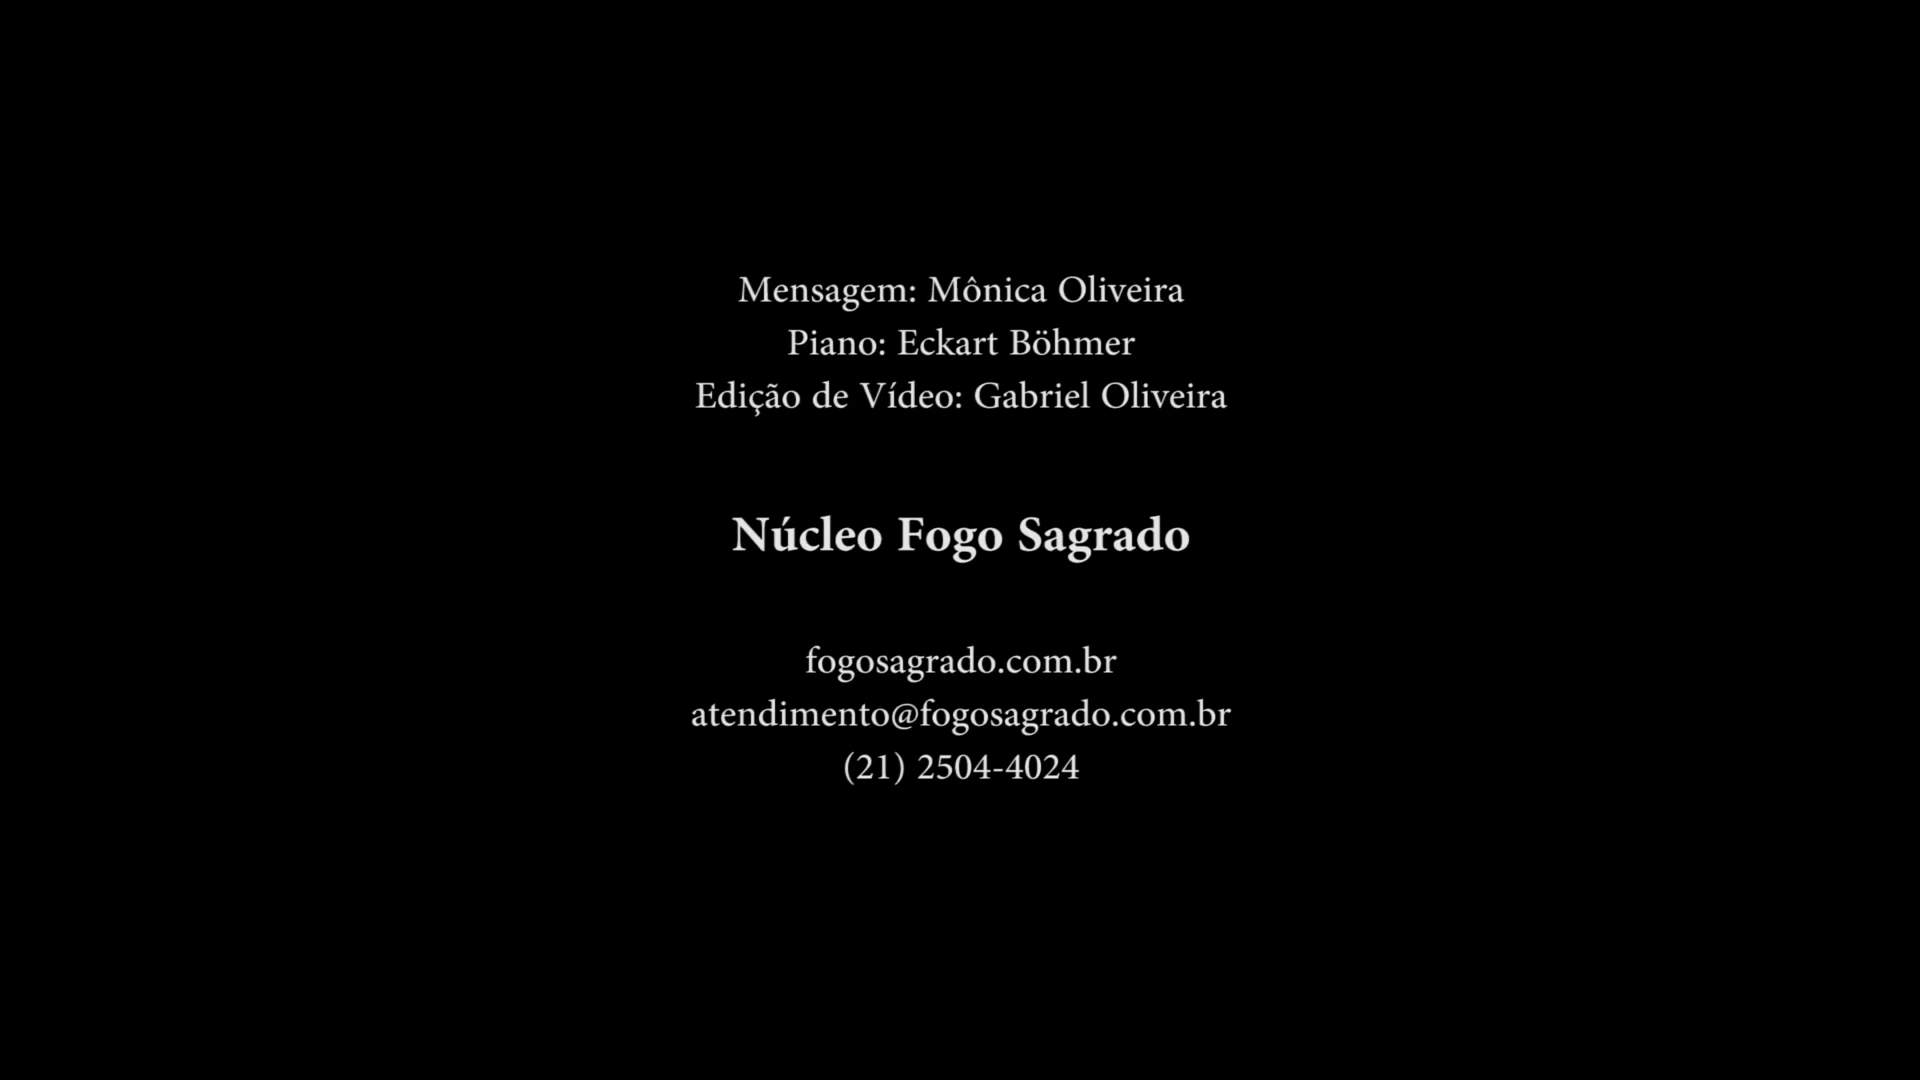 Mensagem: Mônica Oliveira
Piano: Eckart Böhmer
Edição de Vídeo: Gabriel Oliveira
Núcleo Fogo Sagrado
fogosagrado.com.br
atendimento@fogosagrado.com.br
(21) 2504-4024